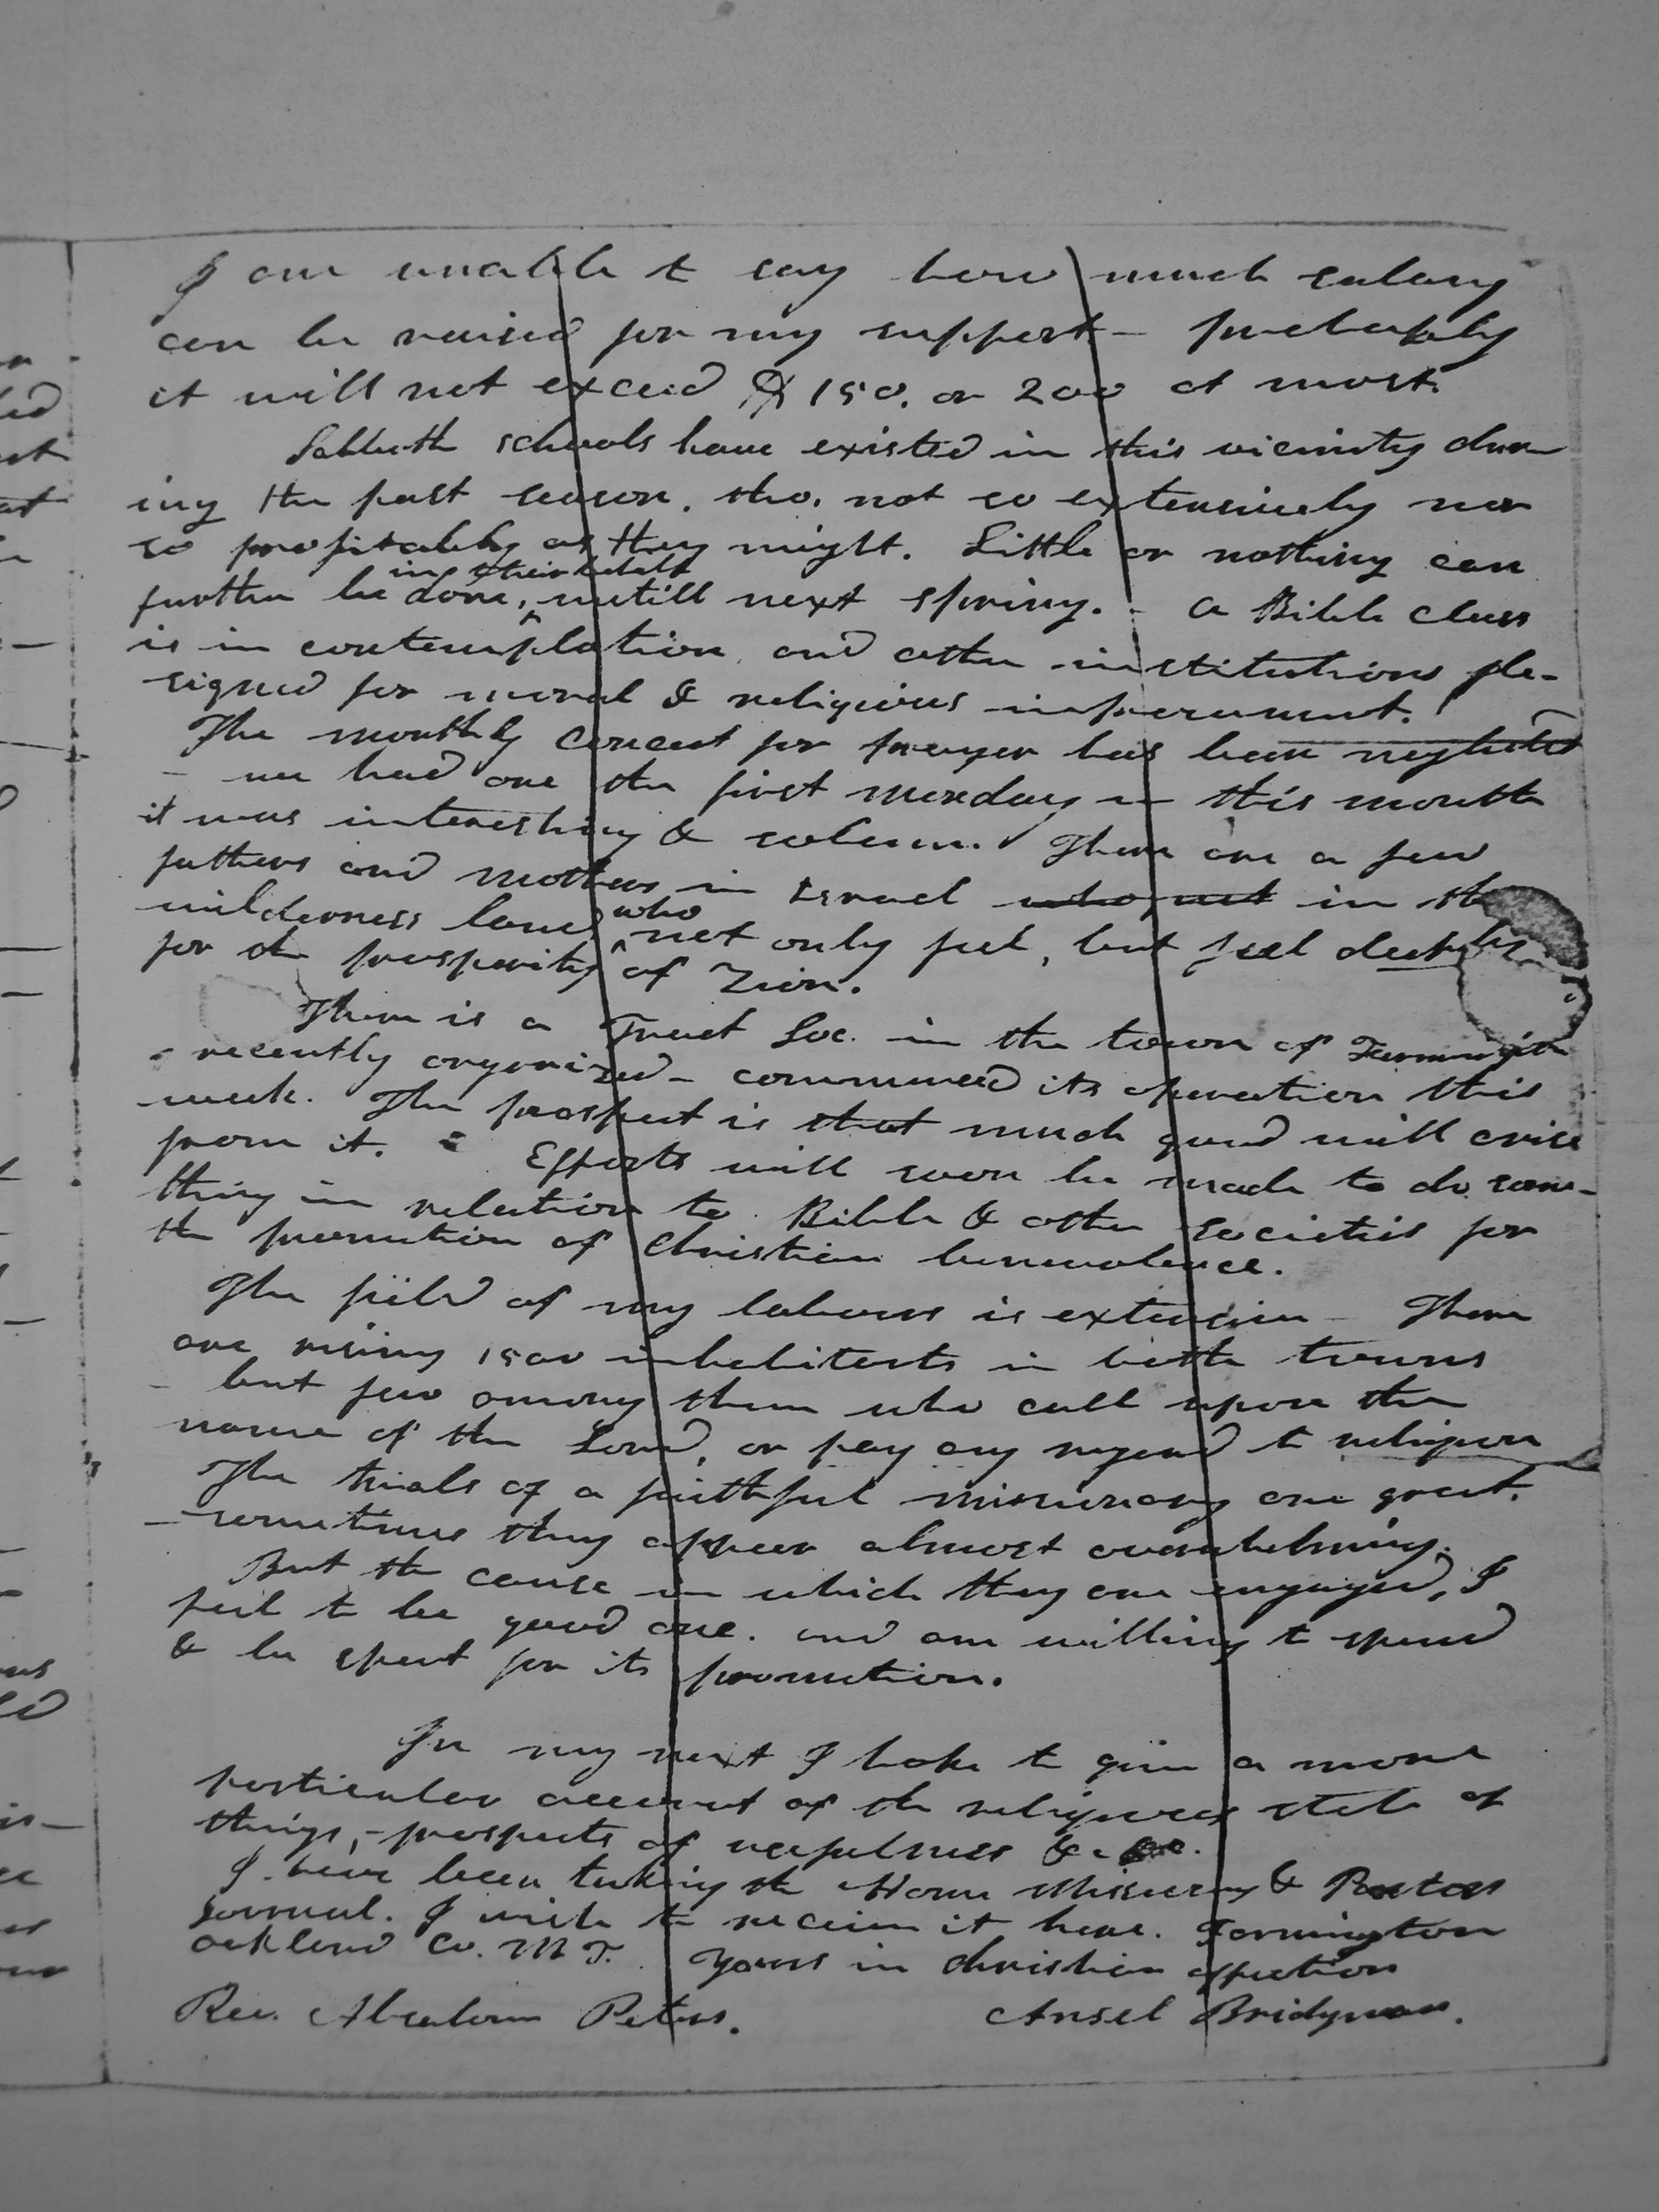 I am unable to say how much salary
can be raised for my support – probably
it will not exceed $150. or 200 at most.
Sabbath schools have existed in this vicinity dur
ing the past season, tho. not so extensively nor
so profitably as they might. Little or nothing can
further be done, in their behalf untill next spring. – A Bible class
is in contemplation and other institutions de-
signed for moral & religious improvement.
The monthly concert for prayer has been neglected
– we had one the first monday in this month
it was interesting & solemn. There are a few
fathers and mothers in Israel who not in the
wilderness land who not only feel, but feel deeply
for the prosperity of Zion.
There is a Tract Soc. in the town of Farmington
– recently organized – commenced its operation this
week. The prospect is that much good will arise
from it. – Efforts will soon be made to do some-
thing in relation to Bible & other societies for
the promotion of Christian benevolence.
The field of my labours is extensive – There
are rising 1500 inhabitants in both towns
– but few among them who call upon the
name of the Lord, or pay any regard to religion
The trials of a faithful missionary are great.
– sometimes they appear almost overwhelming.
But the cause in which they are engaged, I
feel to be good one. and am willing to spend
& be spent for its promotion.
In my next I hope to give a more
particular account of the religious state of
things, – prospects of usefulness &c
I have been taking the Home Missionary & Pastors
Journal. I wish to receive it here. Farmington
Oakland Co. M T. Yours in Christian affection
Rev. Absalom Peters. Ansel Bridgman.